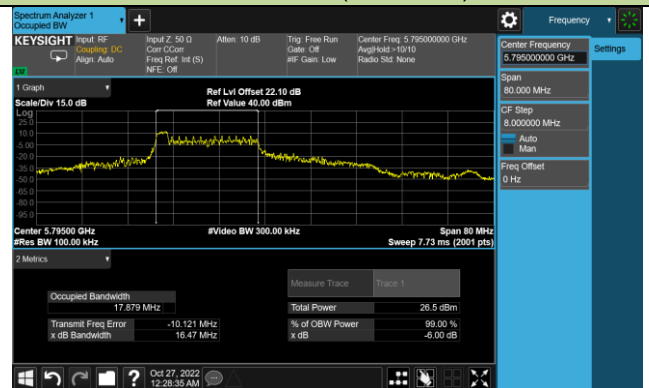 Spectrum Analyzer 1
Occupied BW
Frequency
KEYSIGHT
Input: RF
Coupling: DC
Align: Auto
Input Z: 50 Ω
Corr CCorr
Freq Ref: Int (S)
NFE: Off
Atten: 10 dB
Trig: Free Run
Gate: Off
#IF Gain: Low
Center Freq: 5.795000000 GHz
Avg|Hold:>10/10
Radio Std: None
Center Frequency
5.795000000 GHz
Settings
Span
80.000 MHz
CF Step
8.000000 MHz
Auto
Man
Freq Offset
0 Hz
1 Graph
Scale/Div 15.0 dB
Ref Lvl Offset 22.10 dB
Ref Value 40.00 dBm
Log
25.0
10.0
-5.00
-20.0
-35.0
-50.0
-65.0
-80.0
-95.0
Center 5.79500 GHz
#Video BW 300.00 kHz
Span 80 MHz
#Res BW 100.00 kHz
Sweep 7.73 ms (2001 pts)
2 Metrics
Measure Trace
Trace 1
Occupied Bandwidth
17.879 MHz
Total Power
26.5 dBm
Transmit Freq Error
-10.121 MHz
% of OBW Power
99.00 %
x dB Bandwidth
16.47 MHz
x dB
-6.00 dB
?
Oct 27, 2022
12:28:35 AM